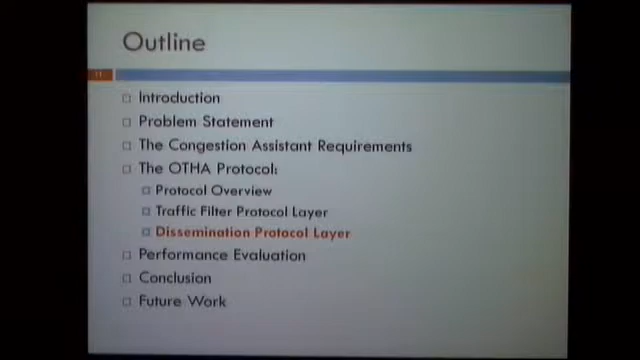 Outline
Introduction
Problem Statement
The Congestion Assistant Requirements
The OTHA Protocol:
Protocol Overview
Traffic Filter Protocol Layer
Dissemination Protocol Layer
Performance Evaluation
Conclusion
Future Work